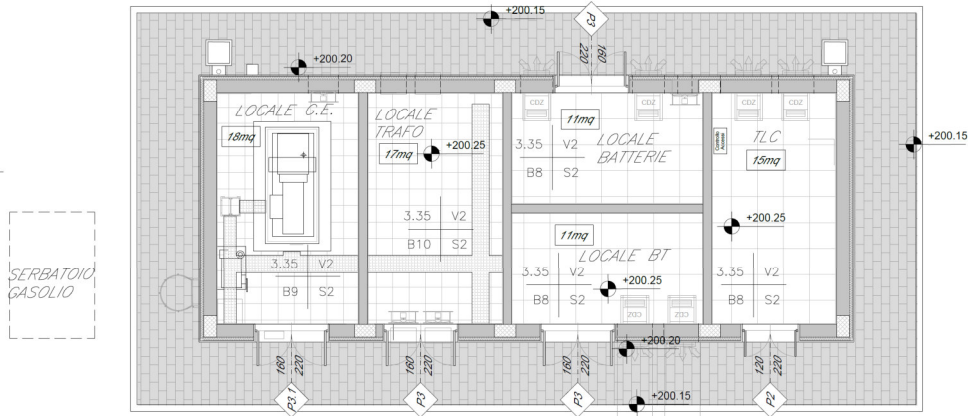 +200.15
P3
160
220
+200.20
+200.15
LOCALE G.E.
18mq
3.35 V2
B9 S2
LOCALE
TRAFO
17mq
+200.25
3.35 V2
B10 S2
CDZ
CDZ
11mq
LOCALE
BATTERIE
3.35 V2
B8 S2
11mq
LOCALE BT
3.35 V2
B8 S2
+200.25
CDZ
CDZ
CDZ
CDZ
Controllo
Accessi
TLC
15mq
+200.25
3.35 V2
B8 S2
SERBATOIO
GASOLIO
160
220
P3.1
160
220
P3
160
220
P3
+200.20
120
220
P2
+200.15